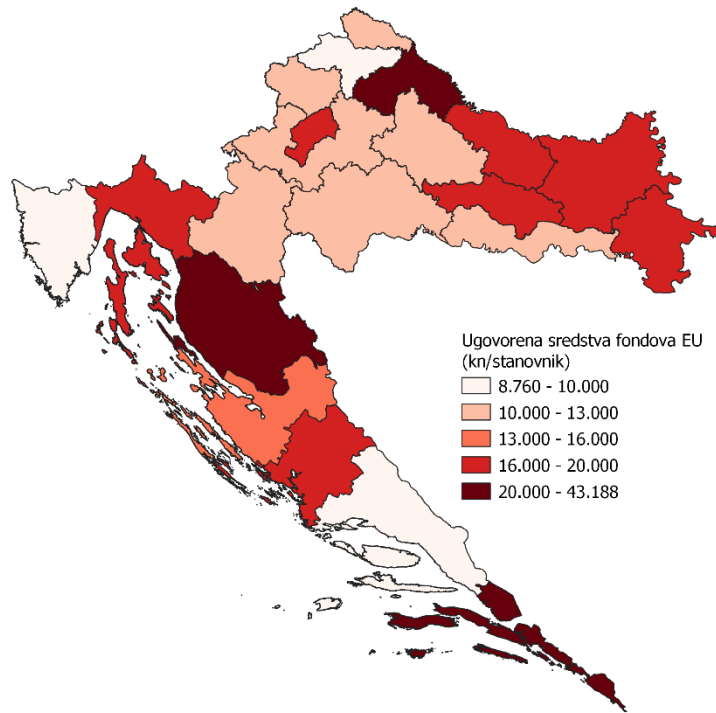 Ugovorena sredstva fondova EU
(kn/stanovnik)
8.760 - 10.000
10.000 - 13.000
13.000 - 16.000
16.000 - 20.000
20.000 - 43.188